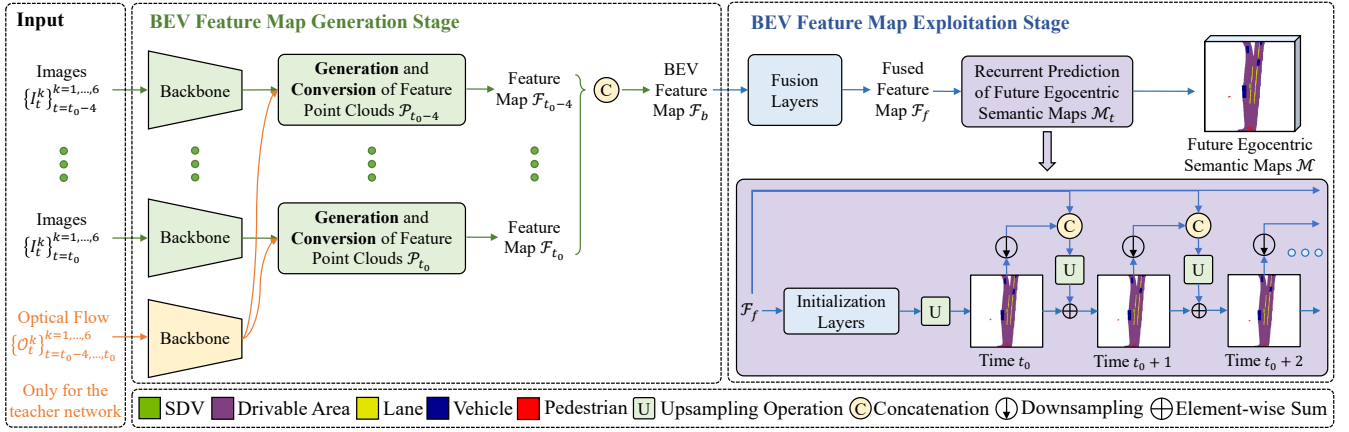 Input
Images
{I_t^k}_{t=t_0−4}^{k=1,…,6}
Images
{I_t^k}_{t=t_0}^{k=1,…,6}
Optical Flow
{O_t^k}_{t=t_0−4,…,t_0}^{k=1,…,6}
Only for the
teacher network
BEV Feature Map Generation Stage
Backbone
Generation and
Conversion of Feature
Point Clouds P_{t_0−4}
Feature
Map F_{t_0−4}
C
BEV
Feature
Map F_b
Backbone
Generation and
Conversion of Feature
Point Clouds P_{t_0}
Feature
Map F_{t_0}
Backbone
BEV Feature Map Exploitation Stage
Fusion
Layers
Fused
Feature
Map F_f
Recurrent Prediction
of Future Egocentric
Semantic Maps M_t
Future Egocentric
Semantic Maps M
C
C
U
U
F_f
Initialization
Layers
U
Time t_0
Time t_0 + 1
Time t_0 + 2
SDV
Drivable Area
Lane
Vehicle
Pedestrian
U
Upsampling Operation
C
Concatenation
Downsampling
Element-wise Sum